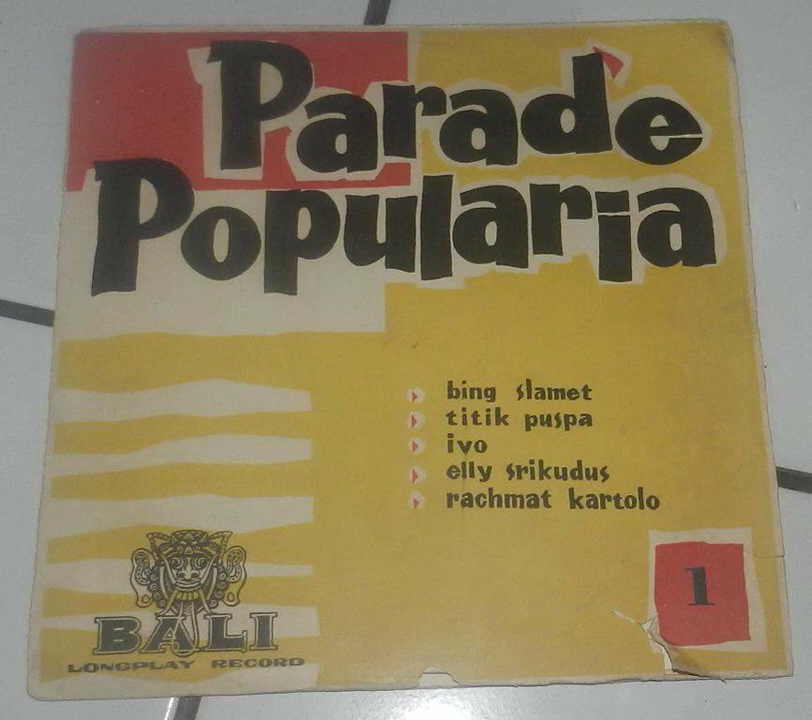 Parade
Popularia
bing slamet
titik puspa
ivo
elly srikudus
rachmat kartolo
1
BALI
LONGPLAY RECORD